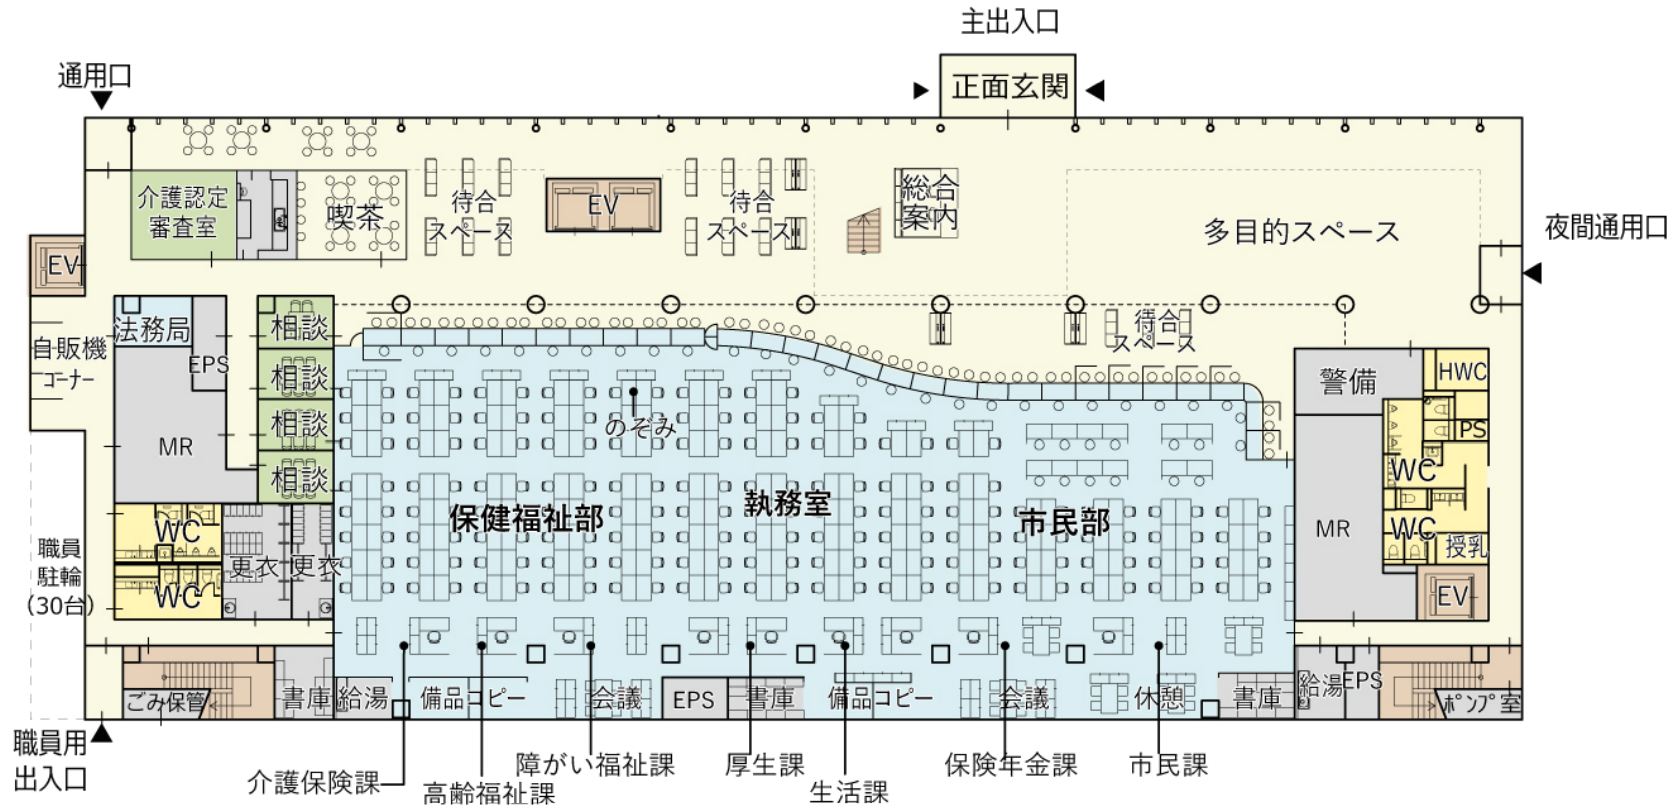 主出入口
通用口
正面玄関
介護認定
審査室
喫茶
待合
スペース
EV
待合
スペース
総合
案内
多目的スペース
夜間通用口
EV
法務局
相談
待合
スペース
自販機
コーナー
EPS
相談
警備
HWC
相談
のぞみ
PS
MR
相談
WC
保健福祉部
執務室
市民部
WC
MR
WC
授乳
職員
駐輪
(30台)
更衣
更衣
WC
EV
ごみ保管
書庫
給湯
備品コピー
会議
EPS
書庫
備品コピー
会議
休憩
書庫
給湯
EPS
ポンプ室
職員用
出入口
介護保険課
高齢福祉課
障がい福祉課
厚生課
生活課
保険年金課
市民課